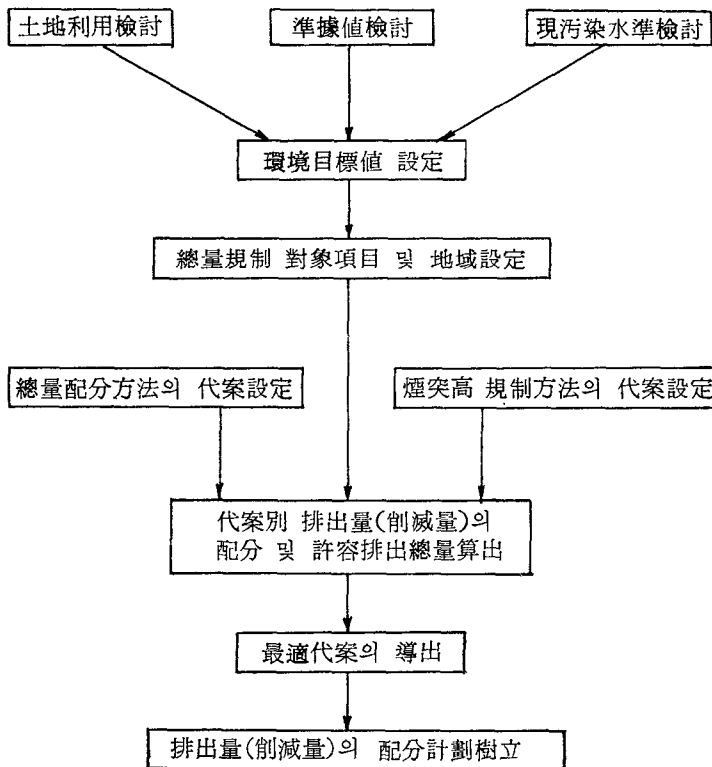 土地利用檢討
準據値檢討
現汚染水準檢討
環境目標値 設定
總量規制 對象項目 및 地域設定
總量配分方法의 代案設定
煙突高 規制方法의 代案設定
代案別 排出量(削減量)의
配分 및 許容排出總量算出
最適代案의 導出
排出量(削減量)의 配分計劃樹立